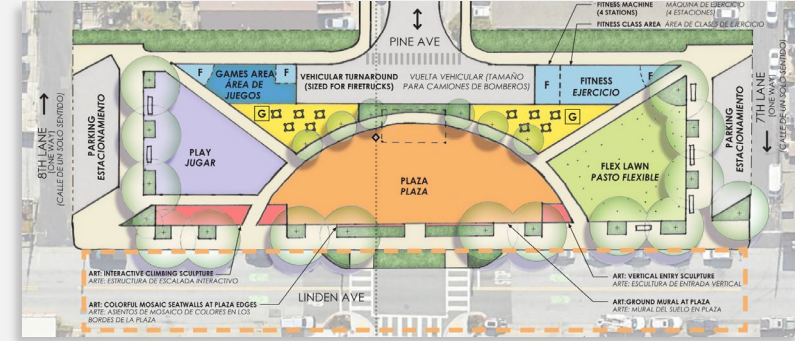 FITNESS MACHINE MÁQUINA DE EJERCICIO
(4 STATIONS) (4 ESTACIONES)
FITNESS CLASS AREA ÁREA DE CLASES DE EJERCICIO
PINE AVE
F
GAMES AREA
ÁREA DE
JUEGOS
F
VEHICULAR TURNAROUND
(SIZED FOR FIRETRUCKS)
VUELTA VEHICULAR (TAMAÑO
PARA CAMIONES DE BOMBEROS)
F
FITNESS
EJERCICIO
F
G
G
8TH LANE
(ONE WAY)
(CALLE DE UN SOLO SENTIDO)
PARKING
ESTACIONAMIENTO
PLAY
JUGAR
PLAZA
PLAZA
FLEX LAWN
PASTO FLEXIBLE
PARKING
ESTACIONAMIENTO
7TH LANE
(ONE WAY)
(CALLE DE UN SOLO SENTIDO)
ART: INTERACTIVE CLIMBING SCULPTURE
ARTE: ESTRUCTURA DE ESCALADA INTERACTIVO
ART: COLORFUL MOSAIC SEATWALLS AT PLAZA EDGES
ARTE: ASIENTOS DE MOSAICO DE COLORES EN LOS
BORDES DE LA PLAZA
LINDEN AVE
ART: VERTICAL ENTRY SCULPTURE
ARTE: ESCULTURA DE ENTRADA VERTICAL
ART:GROUND MURAL AT PLAZA
ARTE: MURAL DEL SUELO EN PLAZA